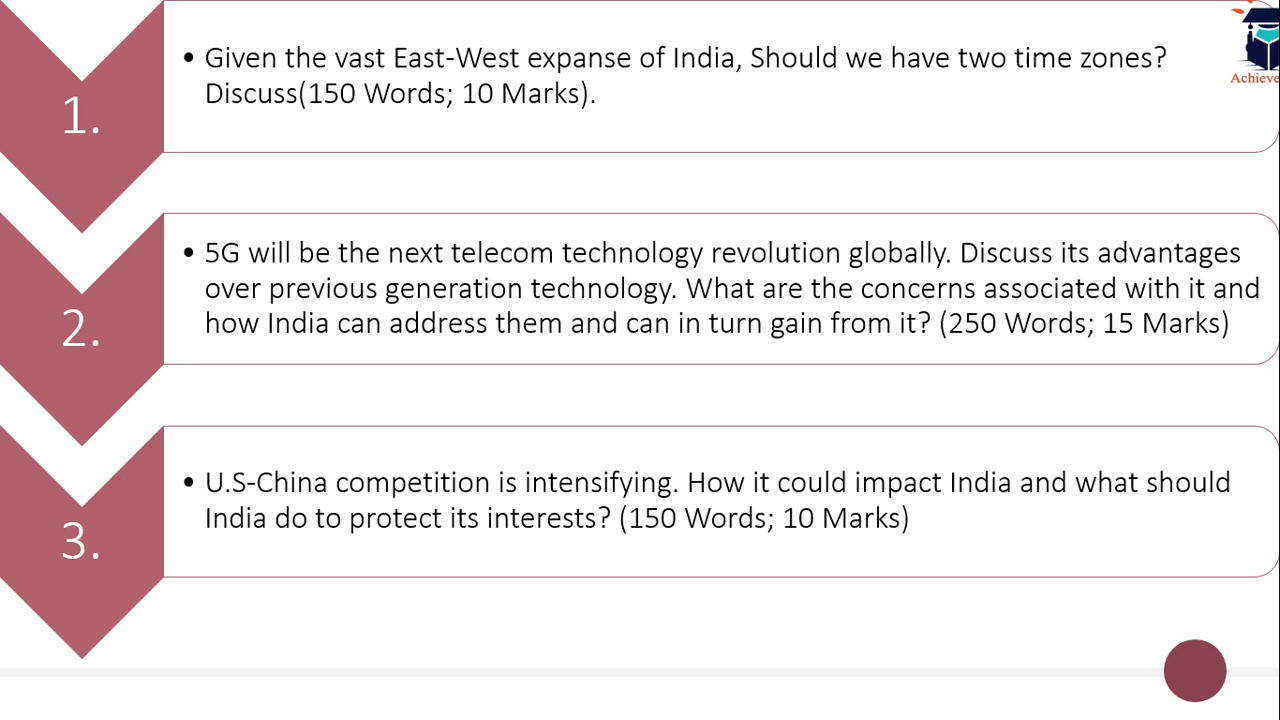 Achieve
1.
• Given the vast East-West expanse of India, Should we have two time zones?
Discuss(150 Words; 10 Marks).
2.
• 5G will be the next telecom technology revolution globally. Discuss its advantages
over previous generation technology. What are the concerns associated with it and
how India can address them and can in turn gain from it? (250 Words; 15 Marks)
3.
• U.S-China competition is intensifying. How it could impact India and what should
India do to protect its interests? (150 Words; 10 Marks)